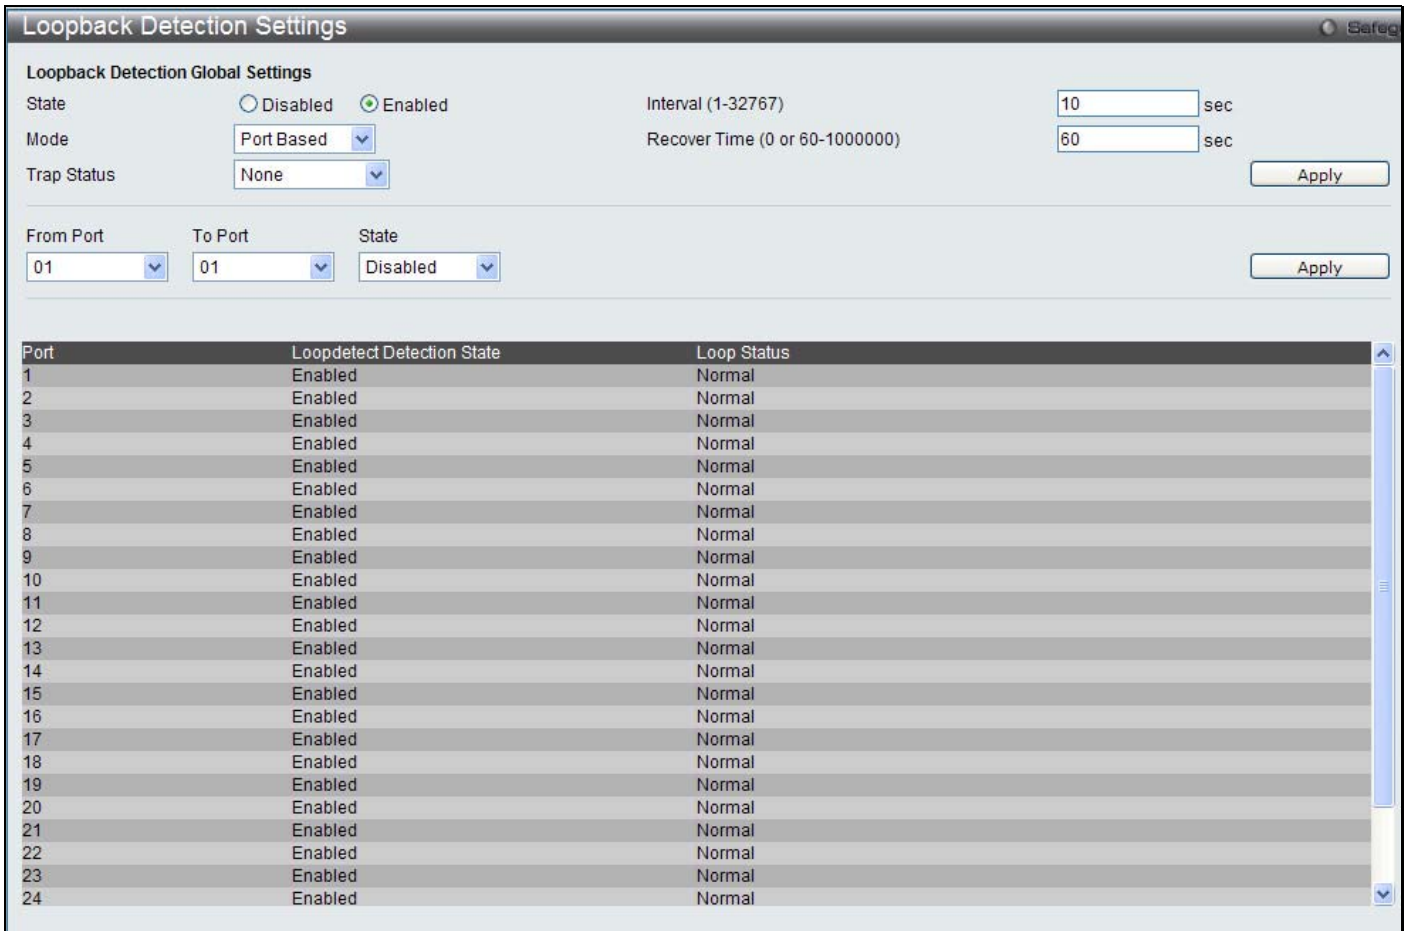 Loopback Detection Settings
Loopback Detection Global Settings
State Disabled Enabled Interval (1-32767) 10 sec
Mode Port Based Recover Time (0 or 60-1000000) 60 sec
Trap Status None Apply
From Port To Port State
01 01 Disabled Apply
Port Loopdetect Detection State Loop Status
1 Enabled Normal
2 Enabled Normal
3 Enabled Normal
4 Enabled Normal
5 Enabled Normal
6 Enabled Normal
7 Enabled Normal
8 Enabled Normal
9 Enabled Normal
10 Enabled Normal
11 Enabled Normal
12 Enabled Normal
13 Enabled Normal
14 Enabled Normal
15 Enabled Normal
16 Enabled Normal
17 Enabled Normal
18 Enabled Normal
19 Enabled Normal
20 Enabled Normal
21 Enabled Normal
22 Enabled Normal
23 Enabled Normal
24 Enabled Normal